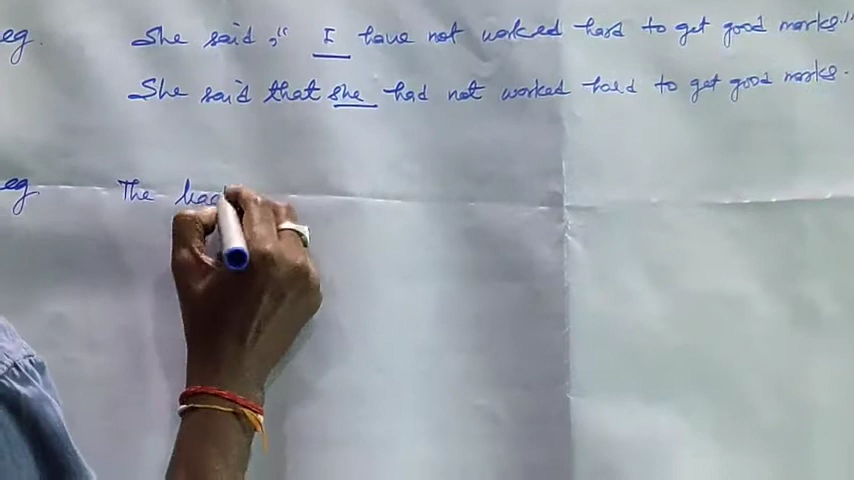 eg. She said," I have not worked hard to get good marks."
She said that she had not worked hard to get good marks.
eg. The